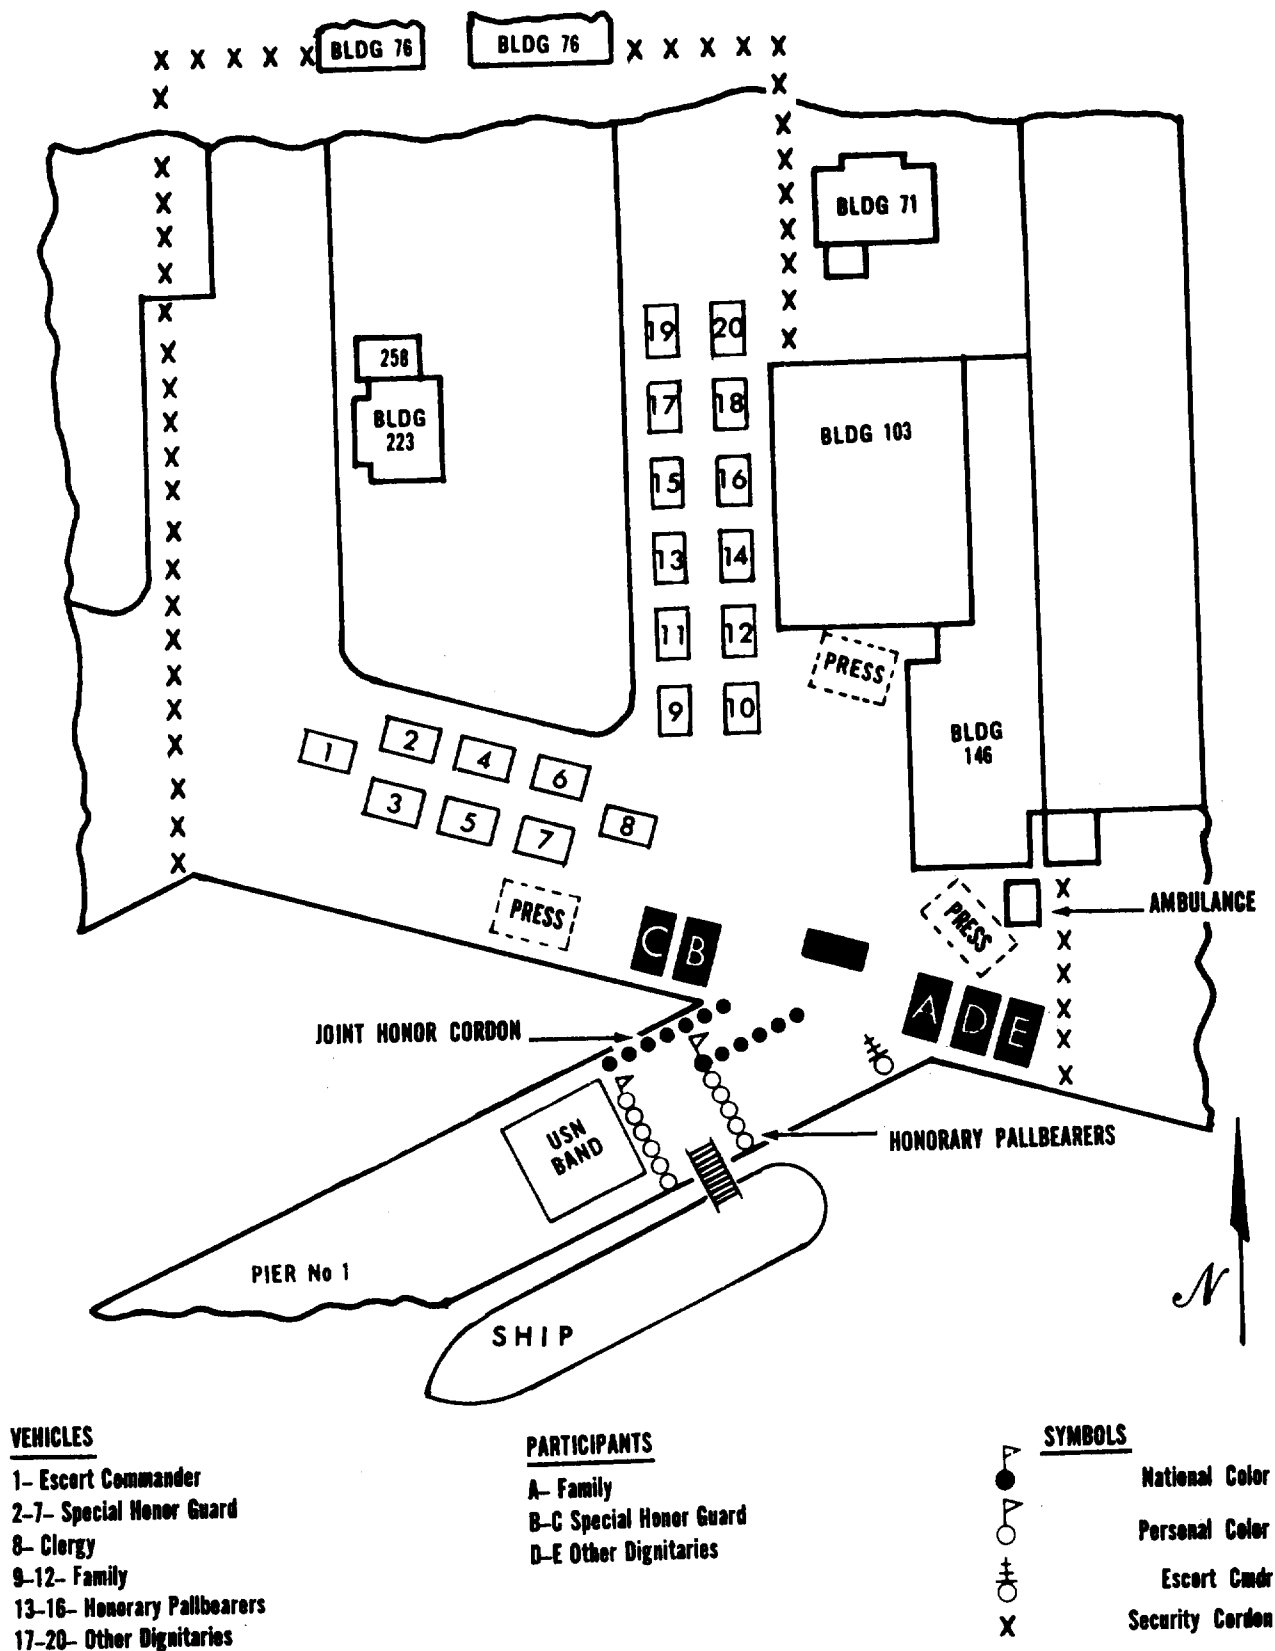 BLDG 76
BLDG 76
BLDG 71
19 20
258
BLDG
223
17 18
BLDG 103
15 16
13 14
11 12
PRESS
9 10
BLDG
146
1 2 4 6
3 5 7 8
PRESS
PRESS
AMBULANCE
C B
A D E
JOINT HONOR CORDON
USN
BAND
HONORARY PALLBEARERS
PIER No 1
N
SHIP
VEHICLES
1– Escort Commander
2–7– Special Honor Guard
8– Clergy
9–12– Family
13–16– Honorary Pallbearers
17–20– Other Dignitaries
PARTICIPANTS
A– Family
B–C Special Honor Guard
D–E Other Dignitaries
SYMBOLS
National Color
Personal Color
Escort Cmdr
X Security Cordon